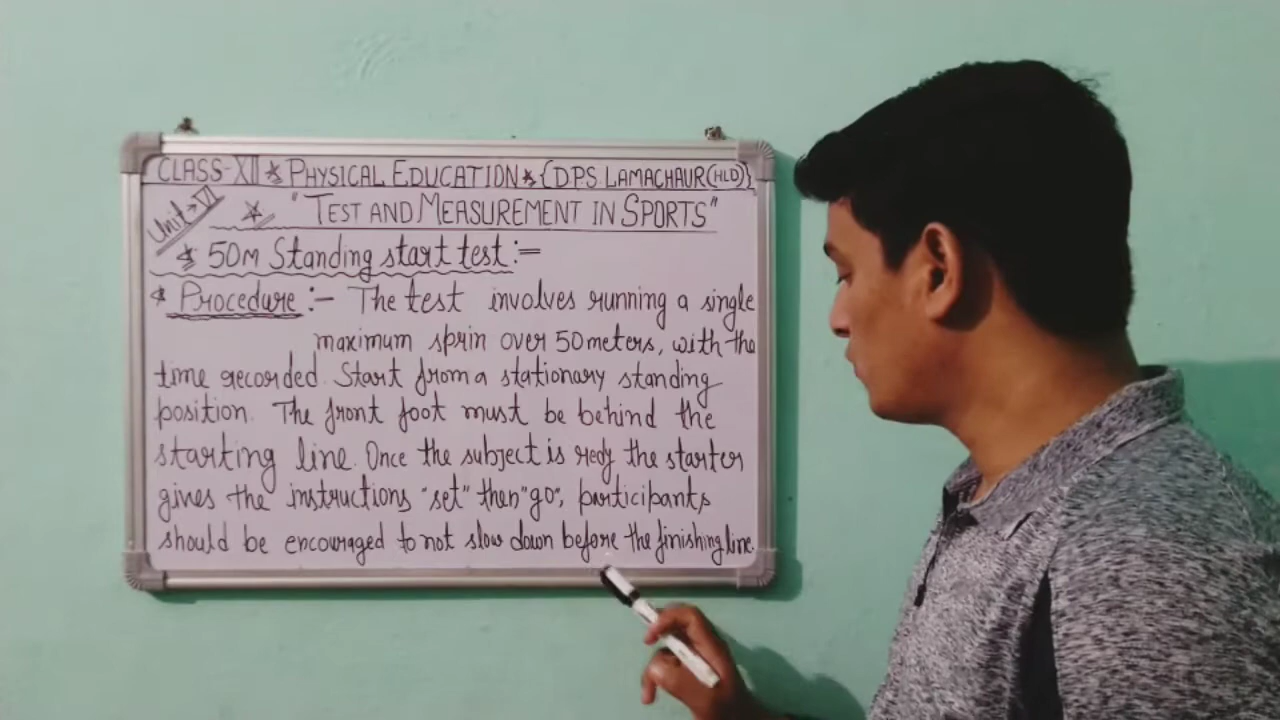 CLASS-XII * PHYSICAL EDUCATION * {DPS LAMACHAUR(HLD)}
Unit→VI
* "TEST AND MEASUREMENT IN SPORTS"
* 50M Standing start test:-
* Procedure:- The test involves running a single
maximum sprin over 50meters, with the
time recorded. Start from a stationary standing
position. The front foot must be behind the
starting line. Once the subject is redy the starter
gives the instructions "set" then "go", participants
should be encouraged to not slow down before the finishing line.